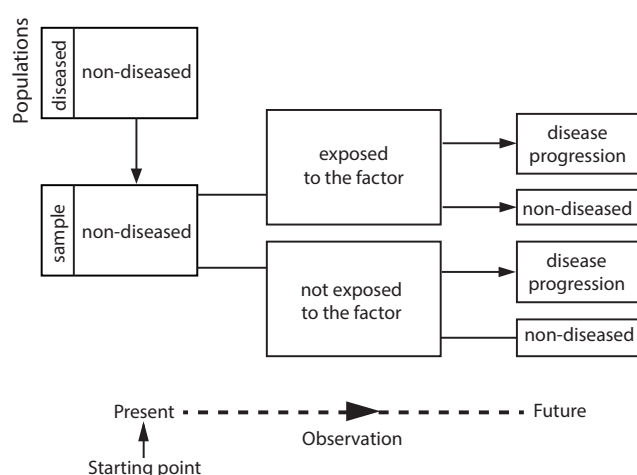 Populations
diseased
non-diseased
sample
non-diseased
exposed
to the factor
not exposed
to the factor
disease
progression
non-diseased
disease
progression
non-diseased
Present
Future
Observation
Starting point